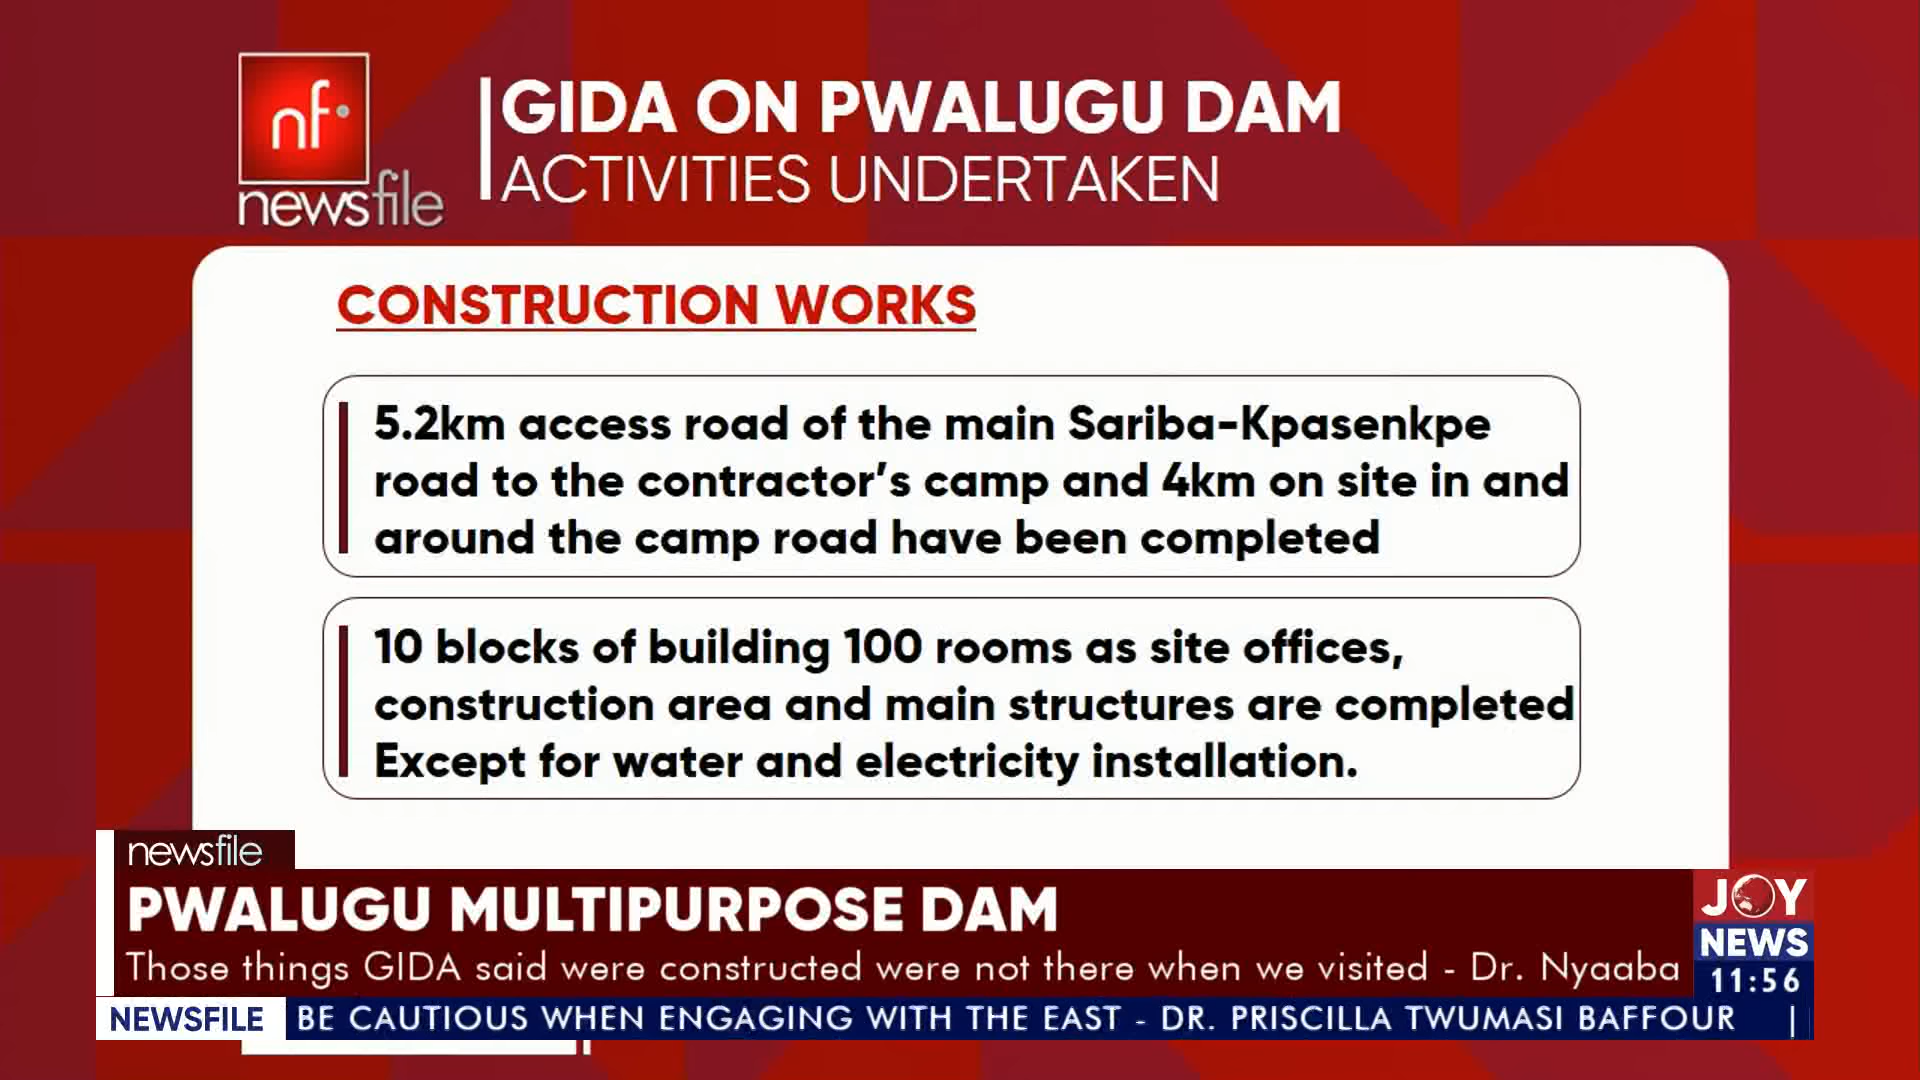 nf
newsfile
GIDA ON PWALUGU DAM
ACTIVITIES UNDERTAKEN
CONSTRUCTION WORKS
5.2km access road of the main Sariba-Kpasenkpe
road to the contractor's camp and 4km on site in and
around the camp road have been completed
10 blocks of building 100 rooms as site offices,
construction area and main structures are completed
Except for water and electricity installation.
newsfile
PWALUGU MULTIPURPOSE DAM
Those things GIDA said were constructed were not there when we visited - Dr. Nyaaba
JOY
NEWS
11:56
NEWSFILE
BE CAUTIOUS WHEN ENGAGING WITH THE EAST - DR. PRISCILLA TWUMASI BAFFOUR |